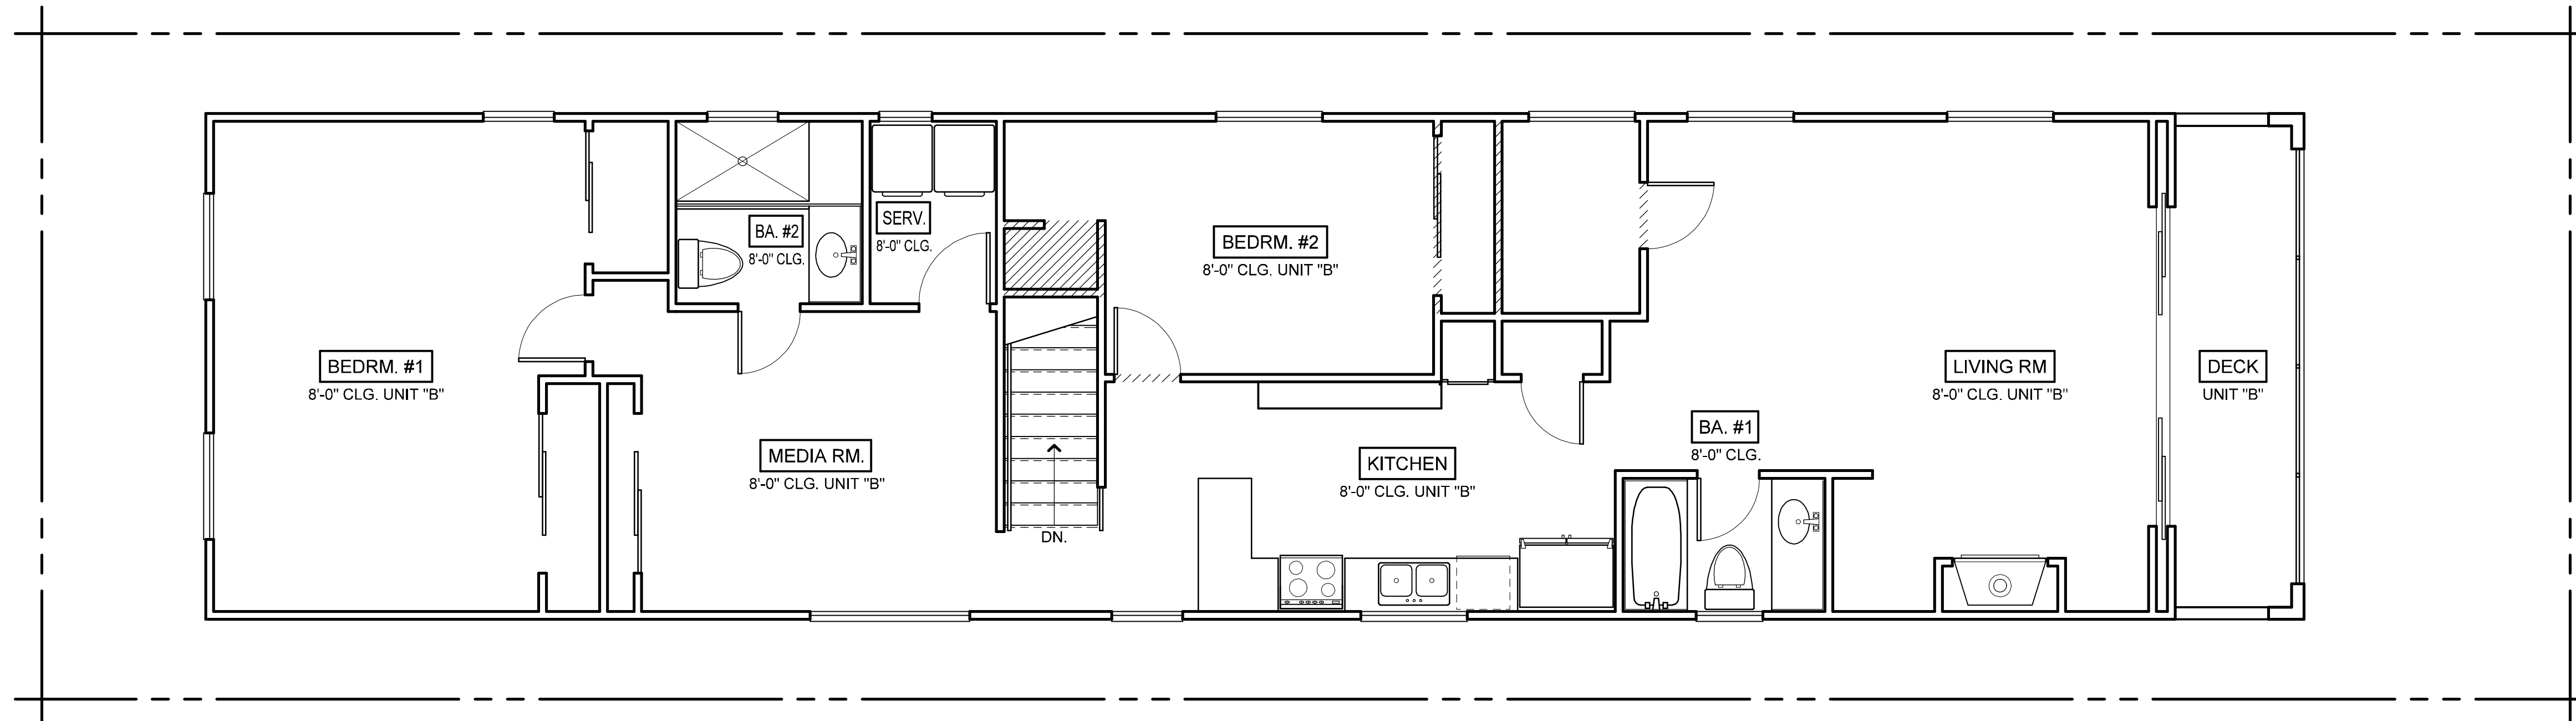 BEDRM. #1
8'-0" CLG. UNIT "B"
BA. #2
8'-0" CLG.
SERV.
8'-0" CLG.
MEDIA RM.
8'-0" CLG. UNIT "B"
DN.
BEDRM. #2
8'-0" CLG. UNIT "B"
KITCHEN
8'-0" CLG. UNIT "B"
BA. #1
8'-0" CLG.
LIVING RM
8'-0" CLG. UNIT "B"
DECK
UNIT "B"